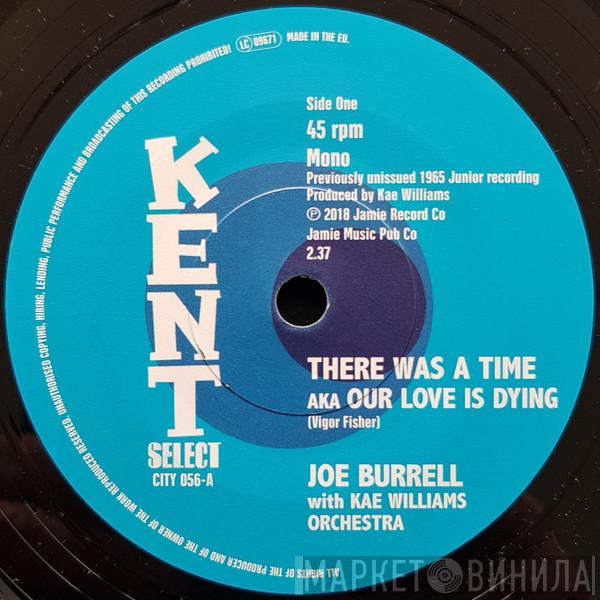 ALL RIGHTS OF THE PRODUCER AND OF THE OWNER OF THE WORK REPRODUCED RESERVED. UNAUTHORISED COPYING, HIRING, LENDING, PUBLIC PERFORMANCE AND BROADCASTING OF THIS RECORDING PROHIBITED! LC 09671 MADE IN THE EU.
KENT
SELECT
CITY 056-A
Side One
45 rpm
Mono
Previously unissued 1965 Junior recording
Produced by Kae Williams
℗ 2018 Jamie Record Co
Jamie Music Pub Co
2.37
THERE WAS A TIME
AKA OUR LOVE IS DYING
(Vigor Fisher)
JOE BURRELL
with KAE WILLIAMS
ORCHESTRA
МАРКЕТ ВИНИЛА